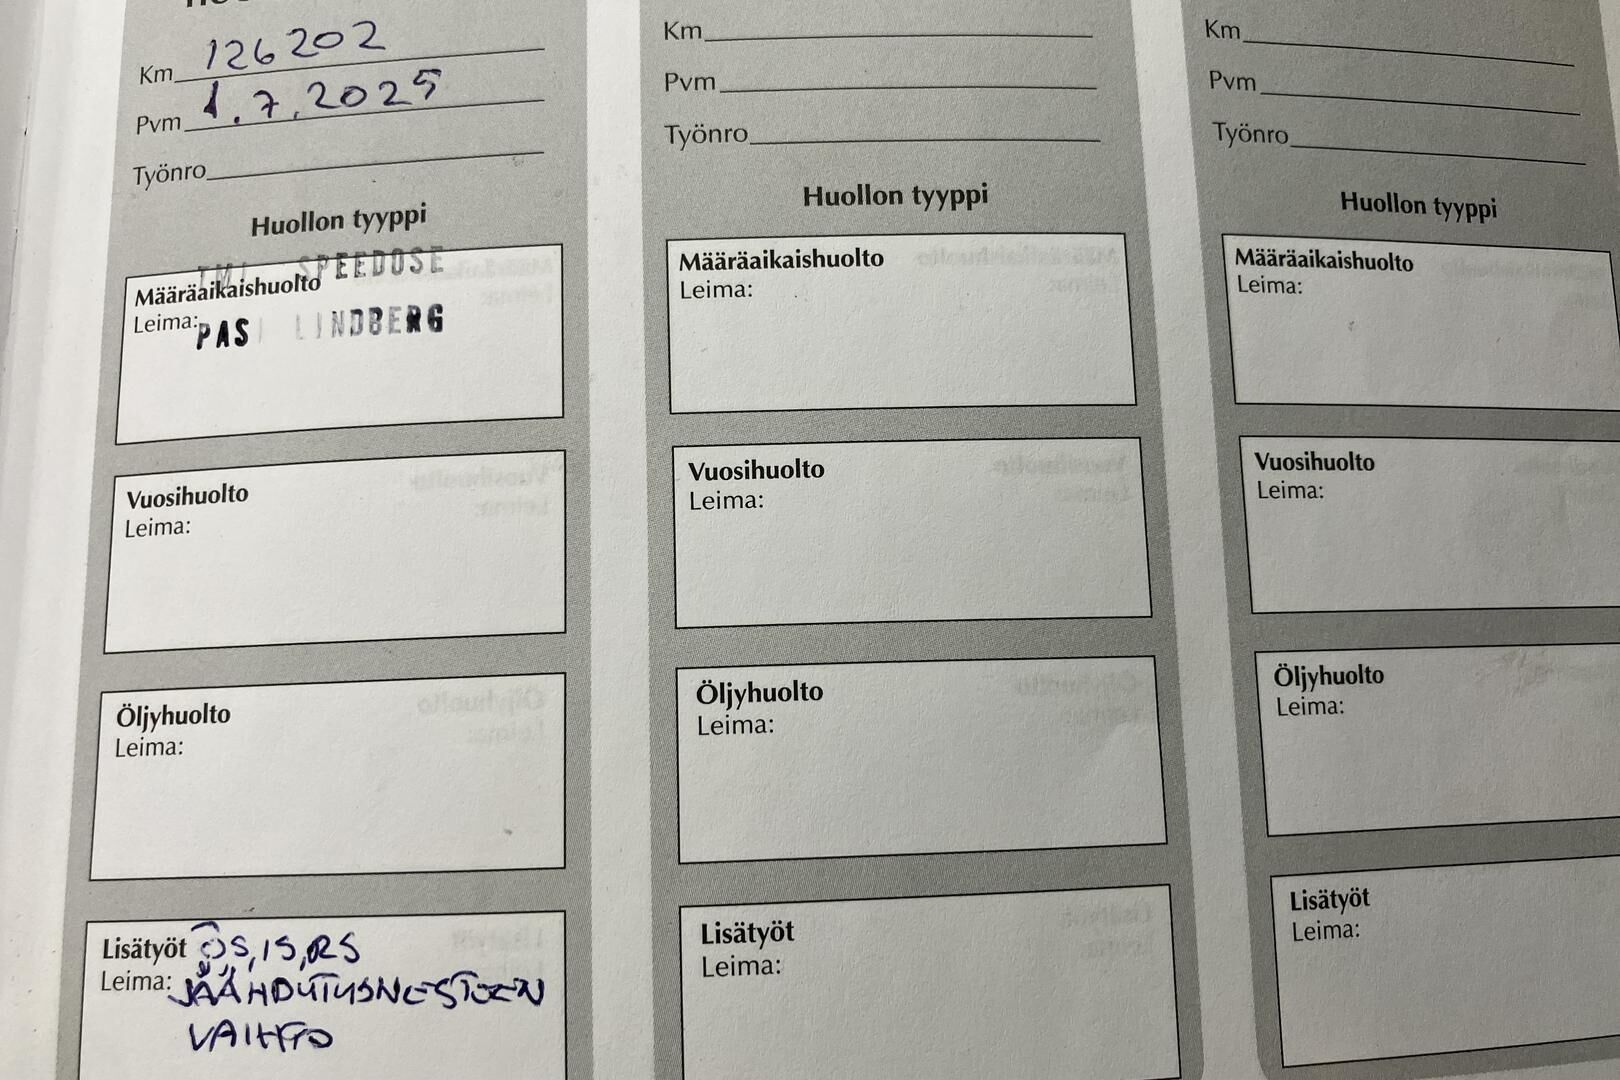 Km 126202
Pvm 1.7.2025
Työnro
Huollon tyyppi
TMI SPEEDOSE
Määräaikaishuolto
Leima:
PASI LINDBERG
Vuosihuolto
Leima:
Öljyhuolto
Leima:
Lisätyöt ÖS, IS, RS
Leima: JÄÄHDUTUSNESTEEN
VAIHTO
Km
Pvm
Työnro
Huollon tyyppi
Määräaikaishuolto
Leima:
Vuosihuolto
Leima:
Öljyhuolto
Leima:
Lisätyöt
Leima:
Km
Pvm
Työnro
Huollon tyyppi
Määräaikaishuolto
Leima:
Vuosihuolto
Leima:
Öljyhuolto
Leima:
Lisätyöt
Leima: